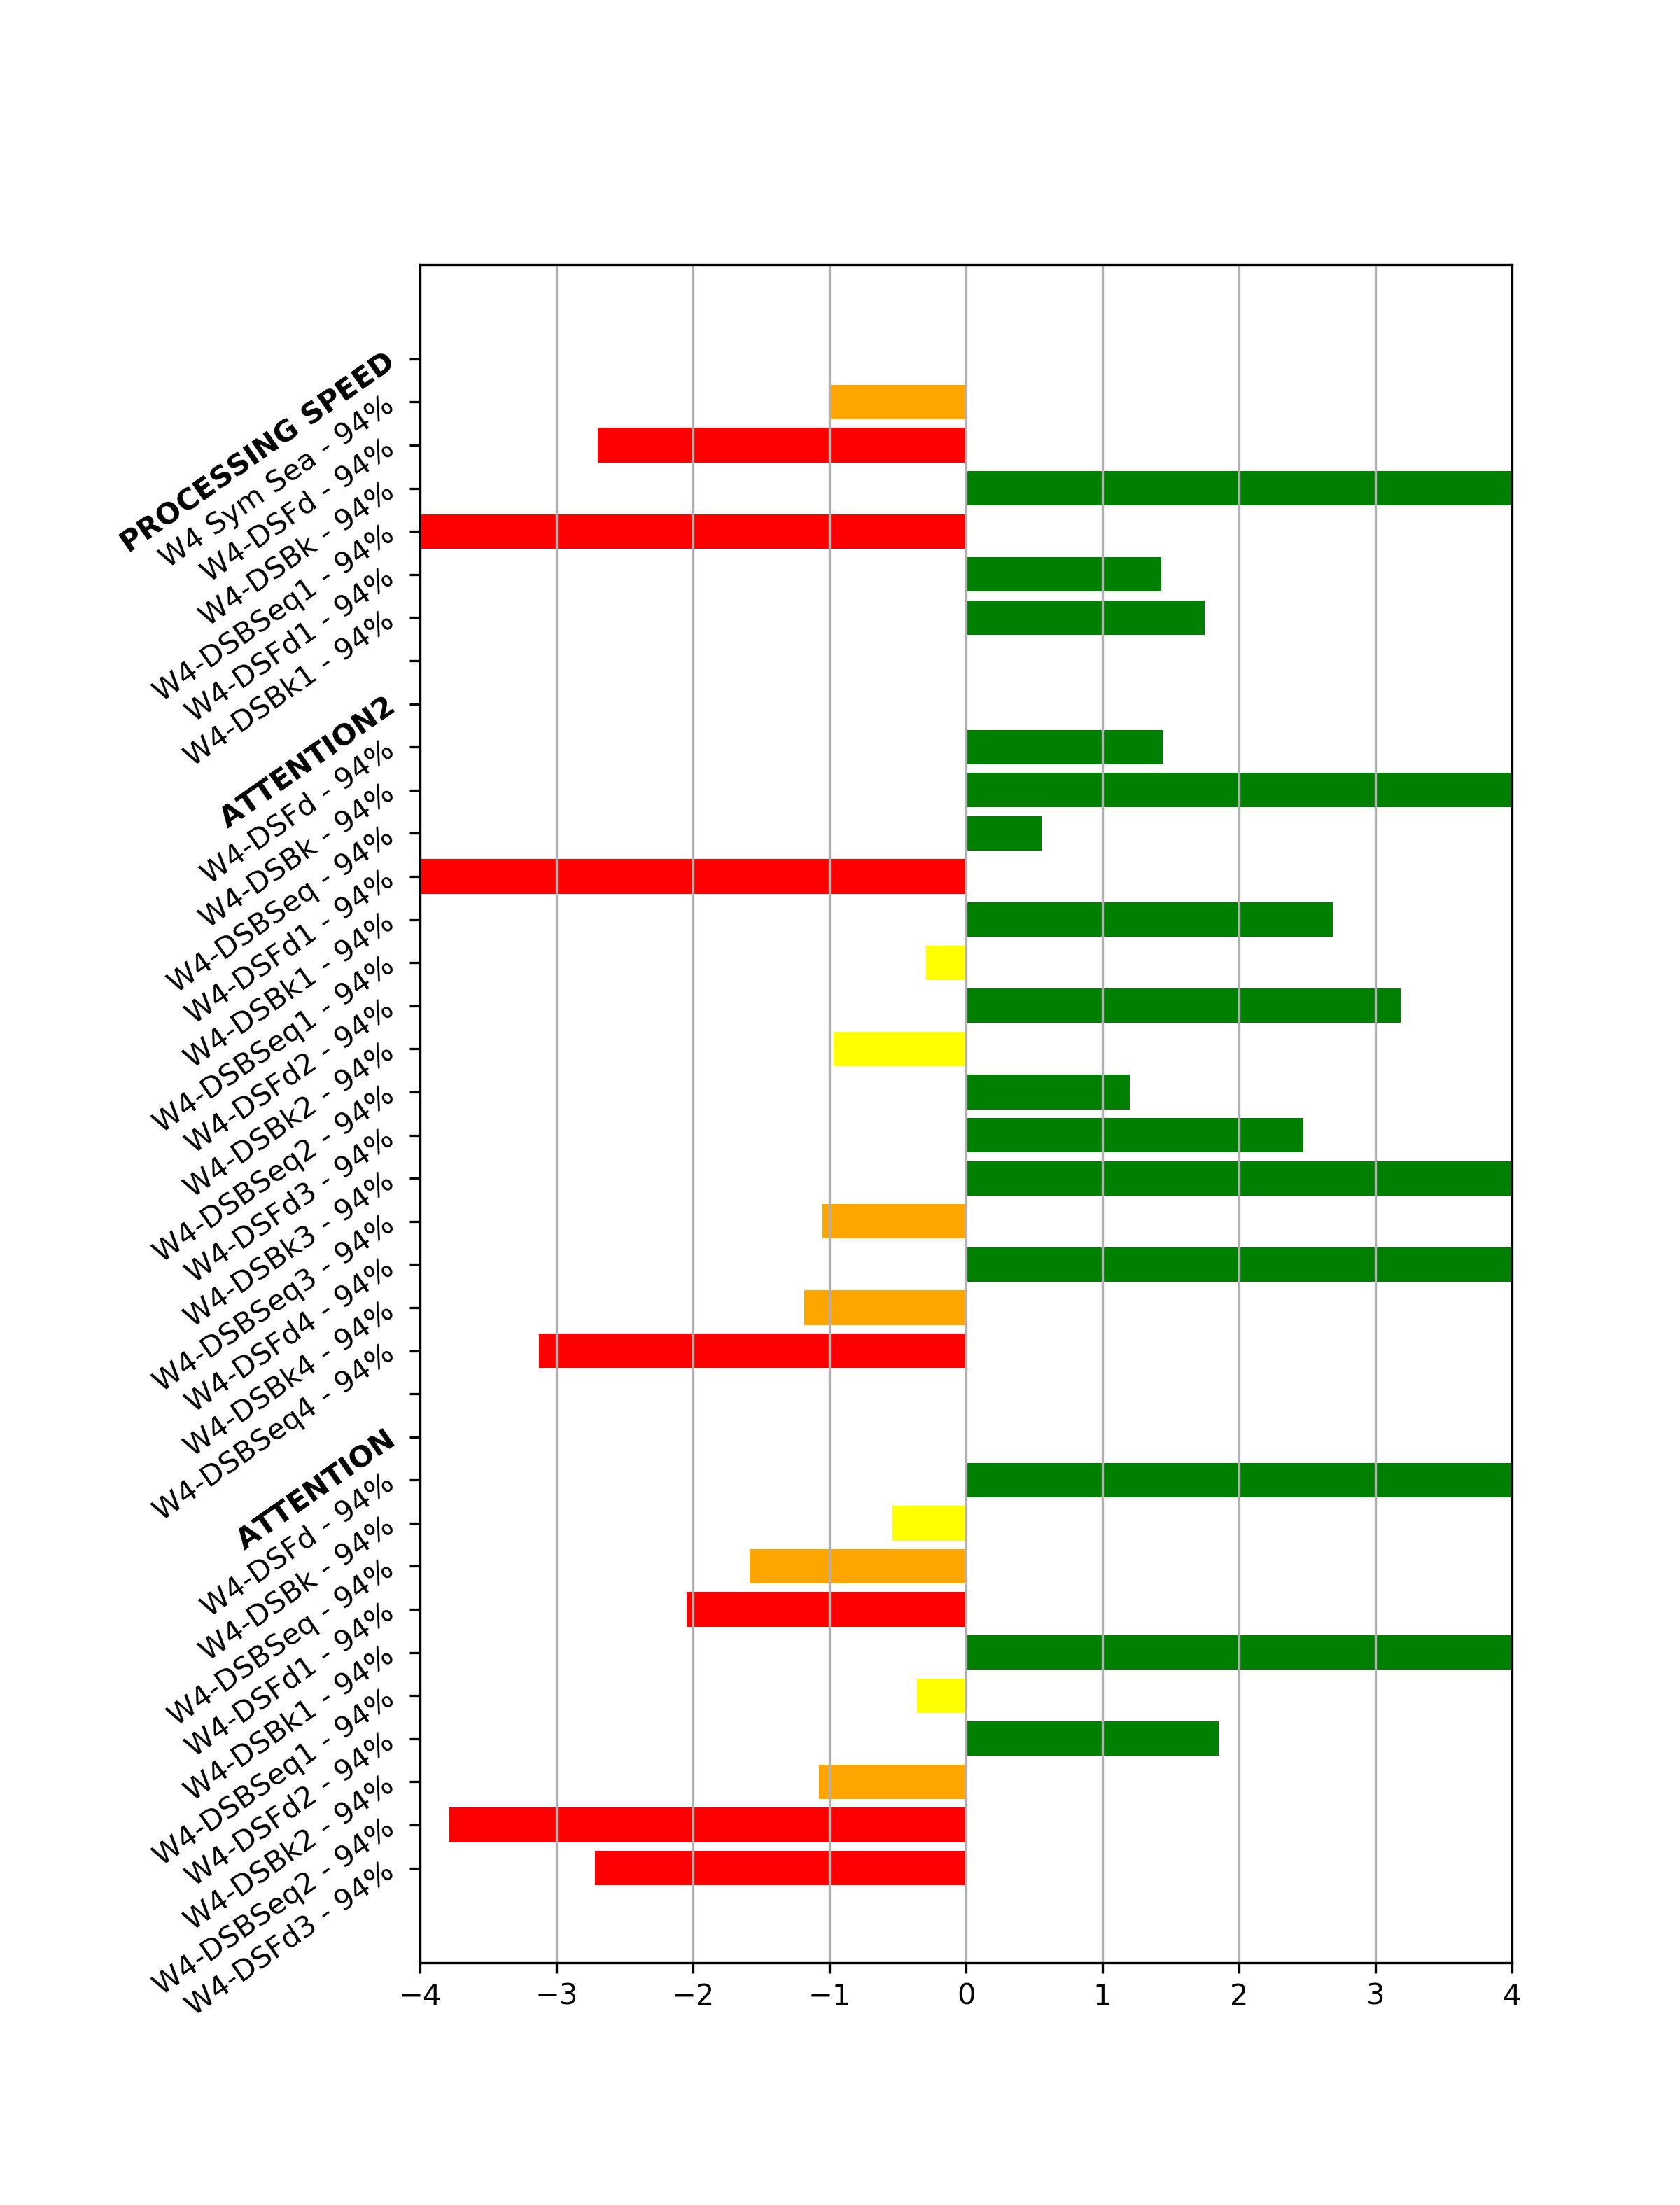 PROCESSING SPEED
W4 Sym Sea - 94%
W4-DSFd - 94%
W4-DSBk - 94%
W4-DSBSeq1 - 94%
W4-DSFd1 - 94%
W4-DSBk1 - 94%
ATTENTION2
W4-DSFd - 94%
W4-DSBk - 94%
W4-DSBSeq - 94%
W4-DSFd1 - 94%
W4-DSBk1 - 94%
W4-DSBSeq1 - 94%
W4-DSFd2 - 94%
W4-DSBk2 - 94%
W4-DSBSeq2 - 94%
W4-DSFd3 - 94%
W4-DSBk3 - 94%
W4-DSBSeq3 - 94%
W4-DSFd4 - 94%
W4-DSBk4 - 94%
W4-DSBSeq4 - 94%
ATTENTION
W4-DSFd - 94%
W4-DSBk - 94%
W4-DSBSeq - 94%
W4-DSFd1 - 94%
W4-DSBk1 - 94%
W4-DSBSeq1 - 94%
W4-DSFd2 - 94%
W4-DSBk2 - 94%
W4-DSBSeq2 - 94%
W4-DSFd3 - 94%
−4 −3 −2 −1 0 1 2 3 4